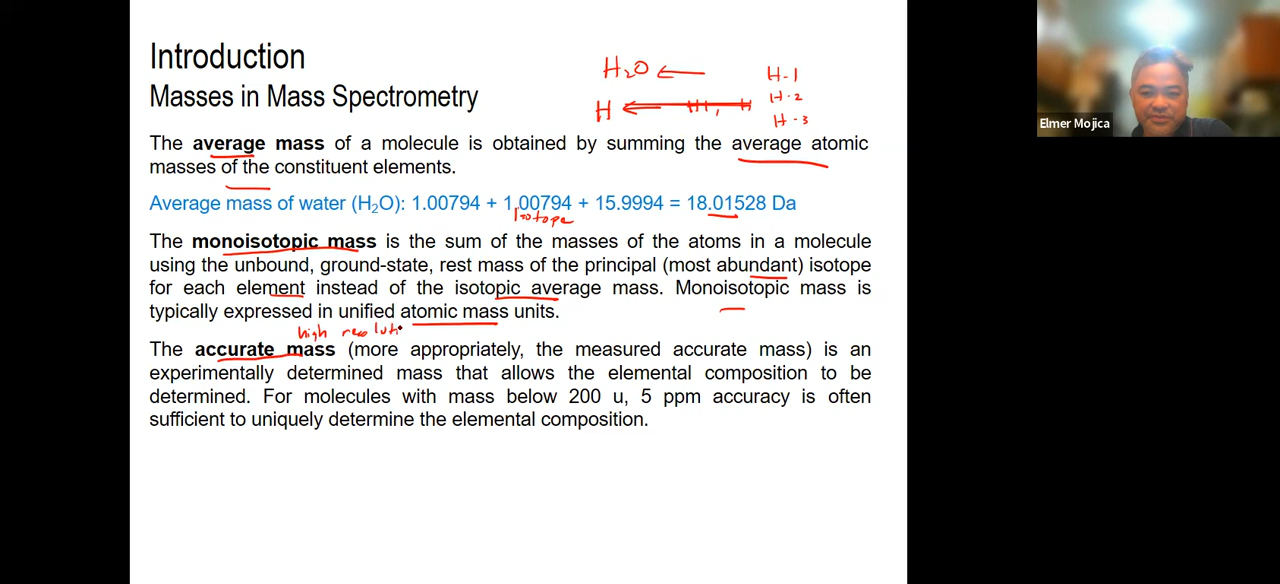 Introduction
H₂O
H-1
Masses in Mass Spectrometry
H
H-2
H-3
Elmer Mojica
The average mass of a molecule is obtained by summing the average atomic
masses of the constituent elements.
Average mass of water (H₂O): 1.00794 + 1.00794 + 15.9994 = 18.01528 Da
Isotope
The monoisotopic mass is the sum of the masses of the atoms in a molecule
using the unbound, ground-state, rest mass of the principal (most abundant) isotope
for each element instead of the isotopic average mass. Monoisotopic mass is
typically expressed in unified atomic mass units.
high resoluti
The accurate mass (more appropriately, the measured accurate mass) is an
experimentally determined mass that allows the elemental composition to be
determined. For molecules with mass below 200 u, 5 ppm accuracy is often
sufficient to uniquely determine the elemental composition.